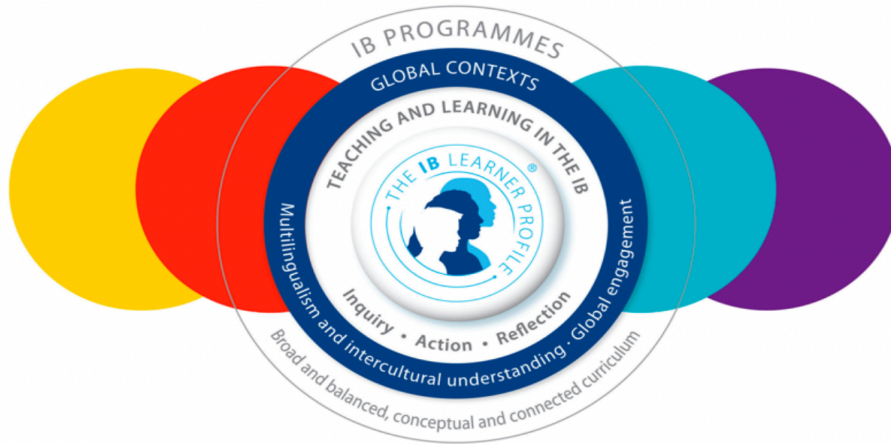 IB PROGRAMMES
GLOBAL CONTEXTS
TEACHING AND LEARNING IN THE IB
• THE IB LEARNER PROFILE • ®
Inquiry • Action • Reflection
Multilingualism and intercultural understanding · Global engagement
Broad and balanced, conceptual and connected curriculum